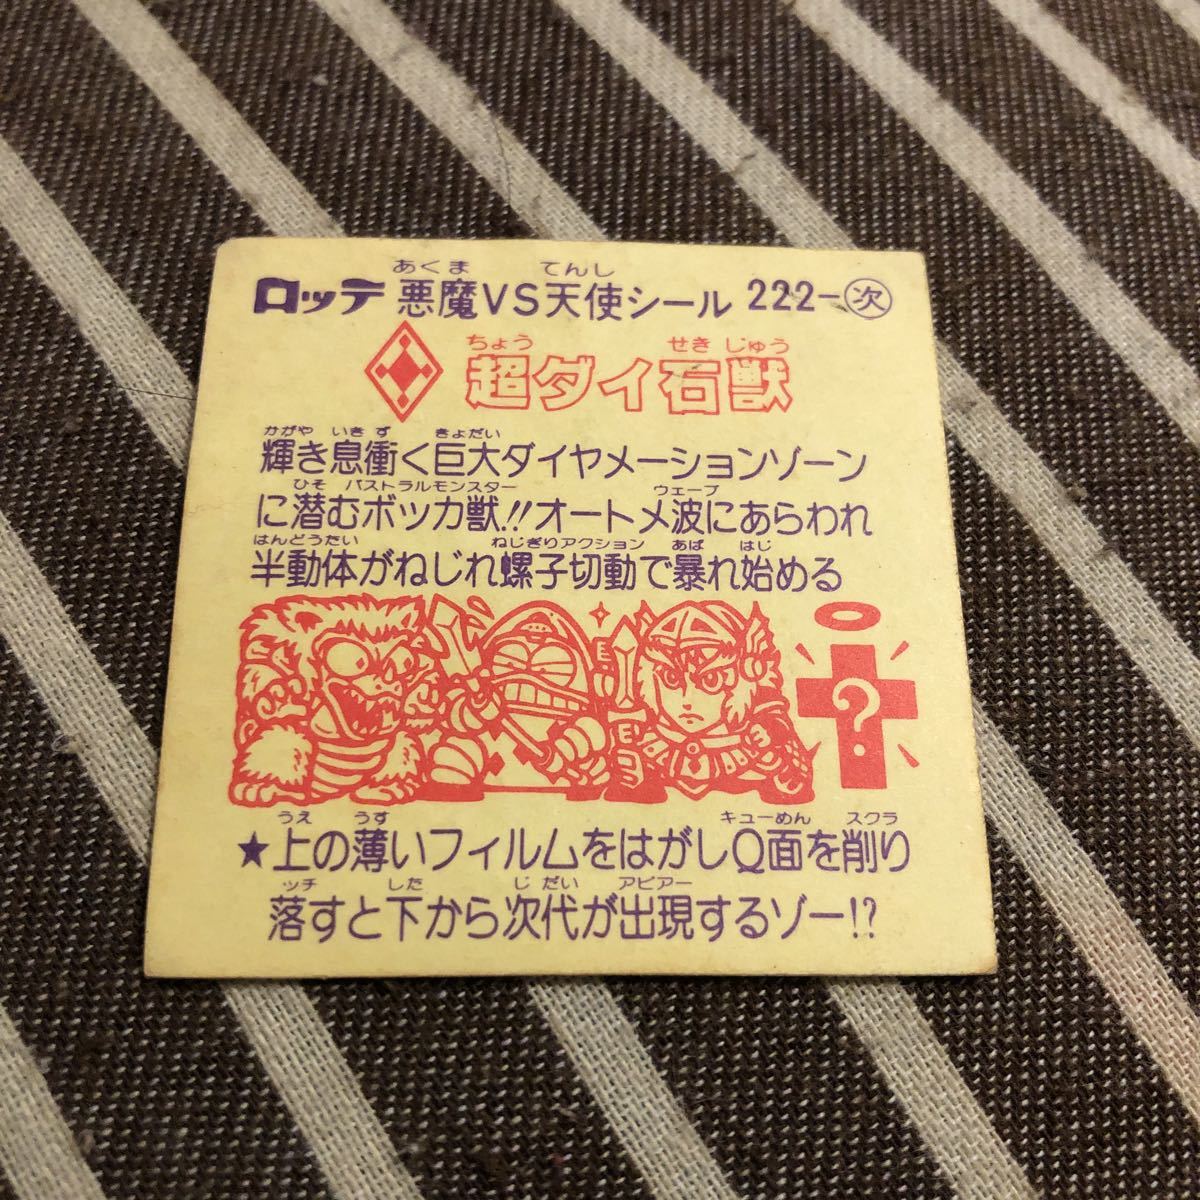 あくま てんし
ロッテ 悪魔VS天使シール 222-次
ちょう せきじゅう
超ダイ石獣
かがや いきず きょだい
輝き息衝く巨大ダイヤメーションゾーン
ひそ パストラルモンスター ウェーブ
に潜むボッカ獣!!オートメ波にあらわれ
はんどうたい ねじぎりアクション あば はじ
半動体がねじれ螺子切動で暴れ始める
?
うえ うす キューめん スクラ
★上の薄いフィルムをはがしQ面を削り
ッチ した じだい アピアー
落すと下から次代が出現するゾー!?